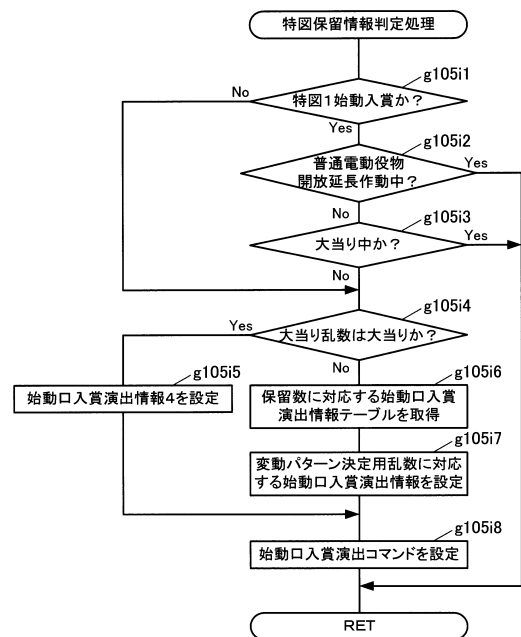 特図保留情報判定処理
g105i1
No
特図1始動入賞か？
Yes
g105i2
普通電動役物
開放延長作動中？
Yes
No
g105i3
大当り中か？
Yes
No
g105i4
Yes
大当り乱数は大当りか？
No
g105i5
始動口入賞演出情報4を設定
g105i6
保留数に対応する始動口入賞
演出情報テーブルを取得
g105i7
変動パターン決定用乱数に対応
する始動口入賞演出情報を設定
g105i8
始動口入賞演出コマンドを設定
RET